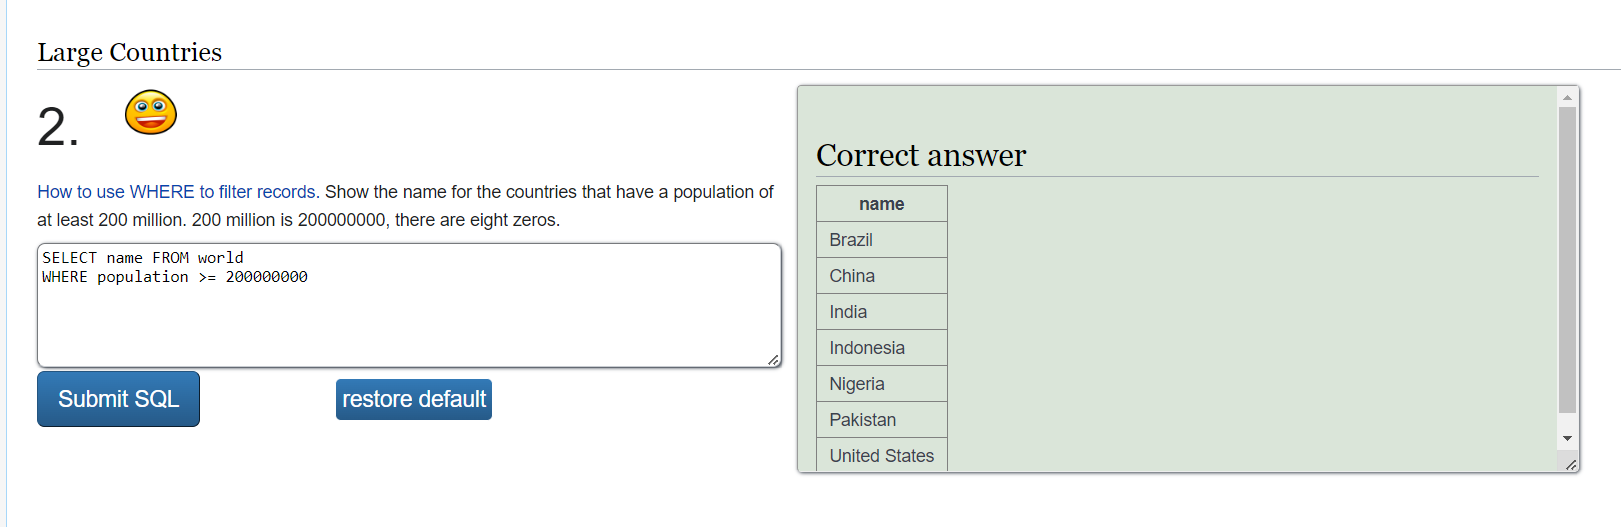 Large Countries
2.
How to use WHERE to filter records. Show the name for the countries that have a population of
at least 200 million. 200 million is 200000000, there are eight zeros.
SELECT name FROM world
WHERE population >= 200000000
Submit SQL
restore default
Correct answer
name
Brazil
China
India
Indonesia
Nigeria
Pakistan
United States